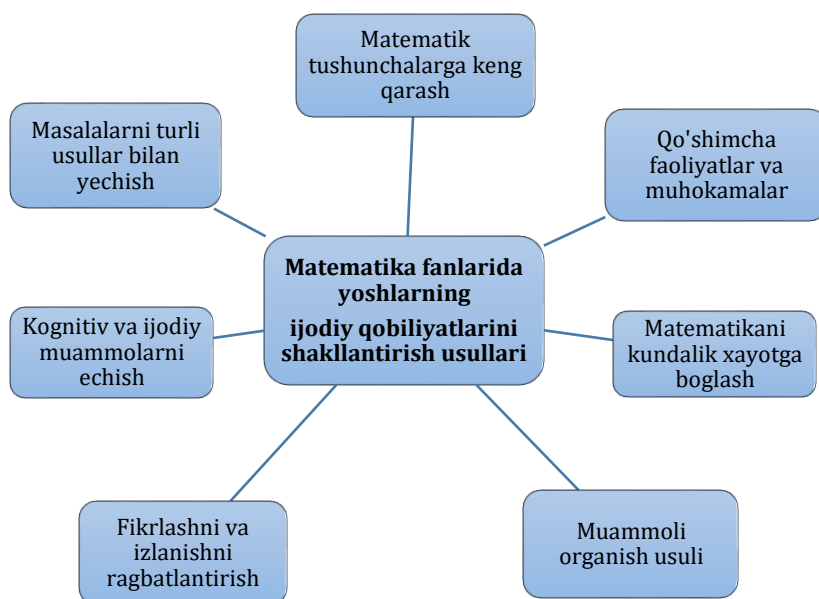 Matematik
tushunchalarga keng
qarash
Masalalarni turli
usullar bilan
yechish
Qo'shimcha
faoliyatlar va
muhokamalar
Matematika fanlarida
yoshlarning
ijodiy qobiliyatlarini
shakllantirish usullari
Kognitiv va ijodiy
muammolarni
echish
Matematikani
kundalik xayotga
boglash
Fikrlashni va
izlanishni
ragbatlantirish
Muammoli
organish usuli